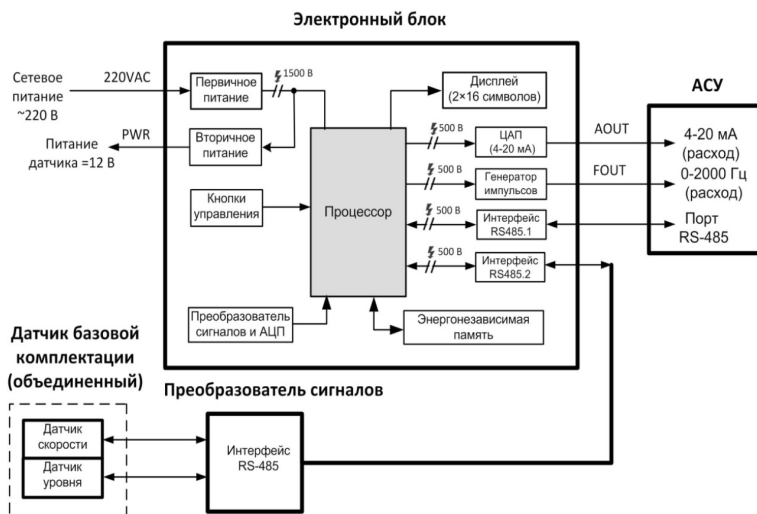 Электронный блок
Сетевое
питание
~220 В
220VAC
Первичное
питание
1500 В
Дисплей
(2×16 символов)
АСУ
Питание
датчика =12 В
PWR
Вторичное
питание
500 В
ЦАП
(4-20 мА)
AOUT
4-20 мА
(расход)
500 В
Генератор
импульсов
FOUT
0-2000 Гц
(расход)
Кнопки
управления
Процессор
500 В
Интерфейс
RS485.1
Порт
RS-485
500 В
Интерфейс
RS485.2
Преобразователь
сигналов и АЦП
Энергонезависимая
память
Датчик базовой
комплектации
(объединенный)
Преобразователь сигналов
Датчик
скорости
Датчик
уровня
Интерфейс
RS-485